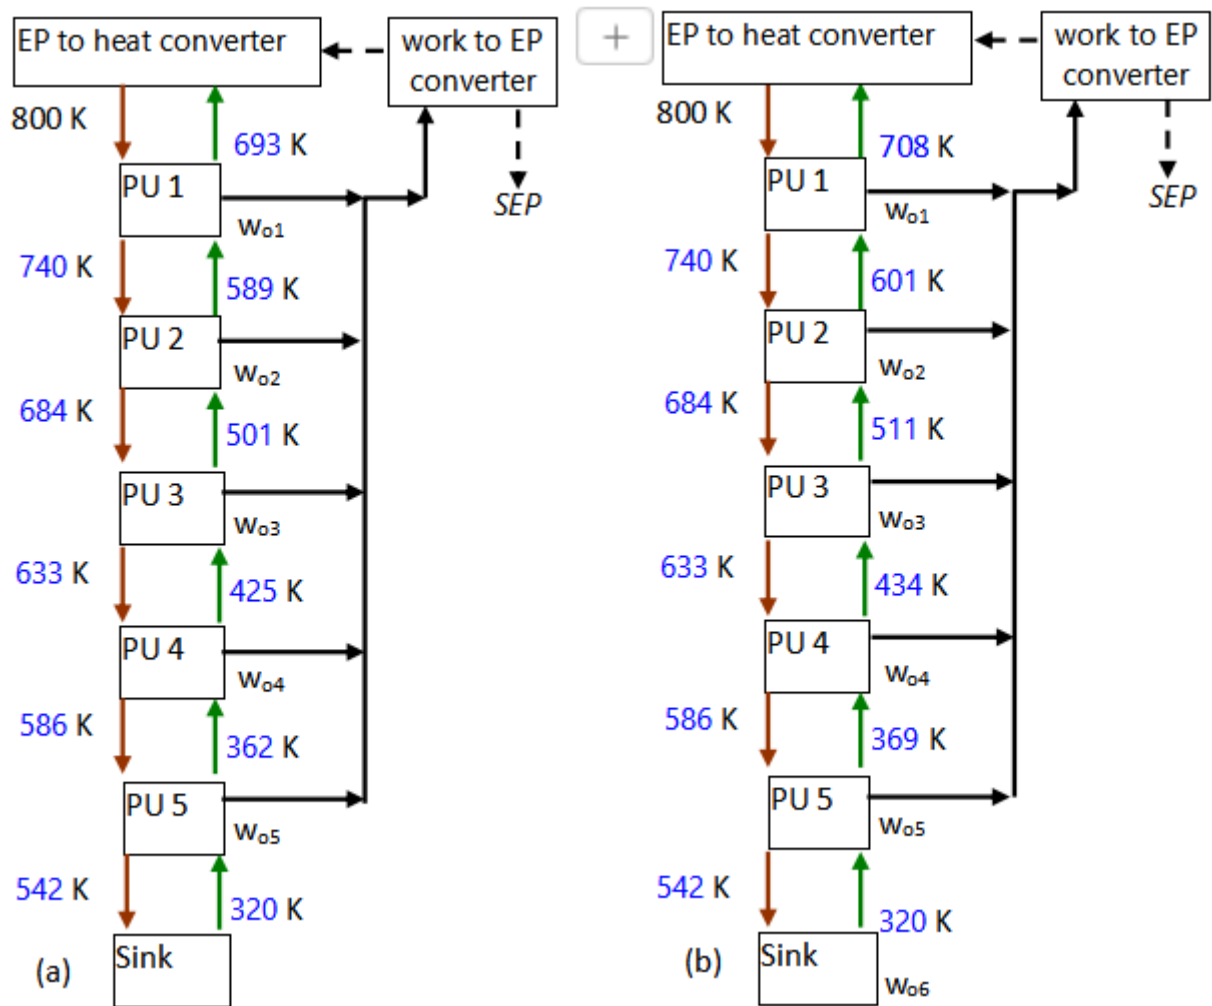 EP to heat converter
work to EP
converter
800 K
693 K
SEP
PU 1
wo1
740 K
589 K
PU 2
wo2
684 K
501 K
PU 3
wo3
633 K
425 K
PU 4
wo4
586 K
362 K
PU 5
wo5
542 K
320 K
Sink
(a)
+
EP to heat converter
work to EP
converter
800 K
708 K
SEP
PU 1
wo1
740 K
601 K
PU 2
wo2
684 K
511 K
PU 3
wo3
633 K
434 K
PU 4
wo4
586 K
369 K
PU 5
wo5
542 K
320 K
Sink
(b)
wo6